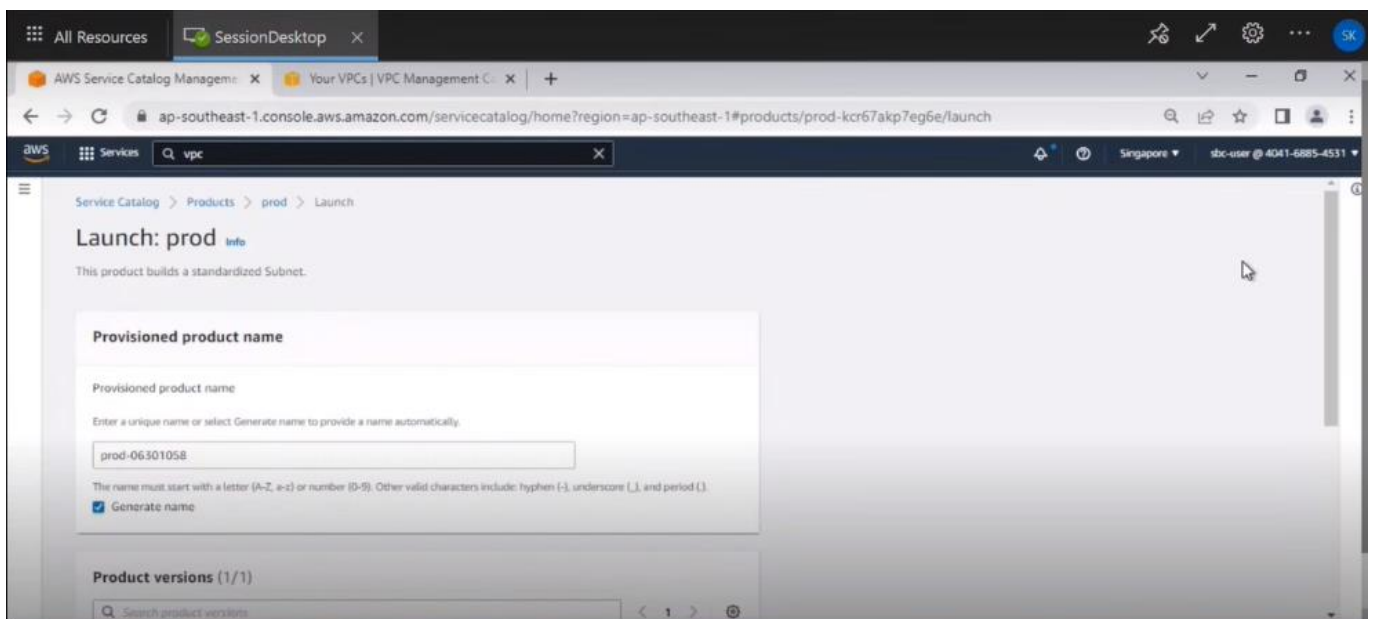 All Resources SessionDesktop ×
SK
AWS Service Catalog Manageme × Your VPCs | VPC Management C × +
ap-southeast-1.console.aws.amazon.com/servicecatalog/home?region=ap-southeast-1#products/prod-kcr67akp7eg6e/launch
aws Services vpc × Singapore ▼ sbc-user @ 4041-6885-4531 ▼
Service Catalog > Products > prod > Launch
Launch: prod Info
This product builds a standardized Subnet.
Provisioned product name
Provisioned product name
Enter a unique name or select Generate name to provide a name automatically.
prod-06301058
The name must start with a letter (A-Z, a-z) or number (0-9). Other valid characters include: hyphen (-), underscore (_), and period (.).
Generate name
Product versions (1/1)
Search product versions < 1 >